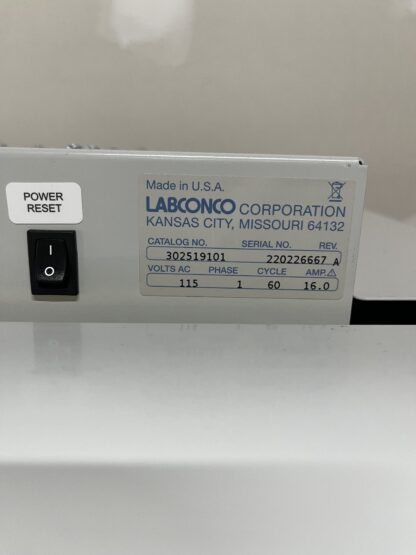 POWER
RESET
I
O
Made in U.S.A.
LABCONCO CORPORATION
KANSAS CITY, MISSOURI 64132
CATALOG NO. SERIAL NO. REV.
302519101 220226667 A
VOLTS AC PHASE CYCLE AMP.⚠
115 1 60 16.0